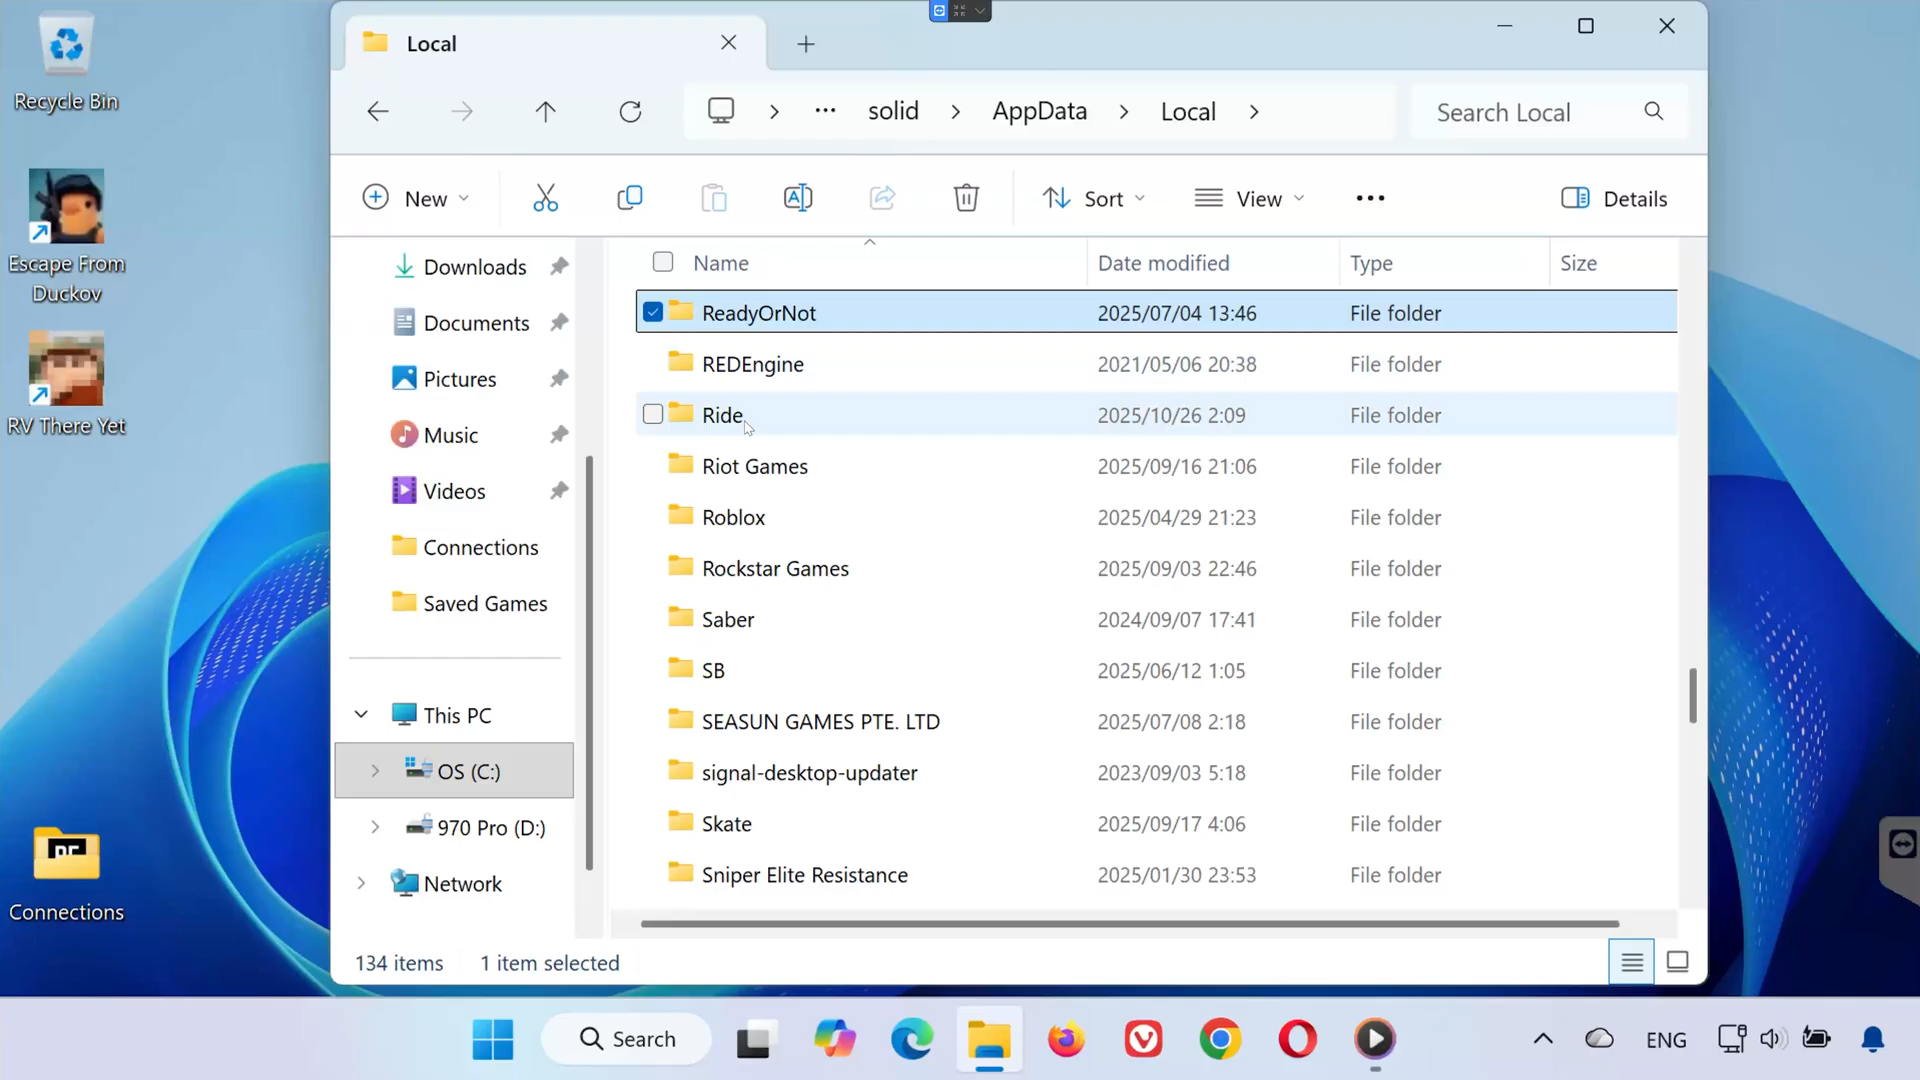 Local
solid AppData Local
Search Local
New
Sort
View
Details
Recycle Bin
Escape From
Duckov
RV There Yet
Connections
Downloads
Documents
Pictures
Music
Videos
Connections
Saved Games
This PC
OS (C:)
970 Pro (D:)
Network
Name Date modified Type Size
ReadyOrNot 2025/07/04 13:46 File folder
REDEngine 2021/05/06 20:38 File folder
Ride 2025/10/26 2:09 File folder
Riot Games 2025/09/16 21:06 File folder
Roblox 2025/04/29 21:23 File folder
Rockstar Games 2025/09/03 22:46 File folder
Saber 2024/09/07 17:41 File folder
SB 2025/06/12 1:05 File folder
SEASUN GAMES PTE. LTD 2025/07/08 2:18 File folder
signal-desktop-updater 2023/09/03 5:18 File folder
Skate 2025/09/17 4:06 File folder
Sniper Elite Resistance 2025/01/30 23:53 File folder
134 items 1 item selected
Search
ENG